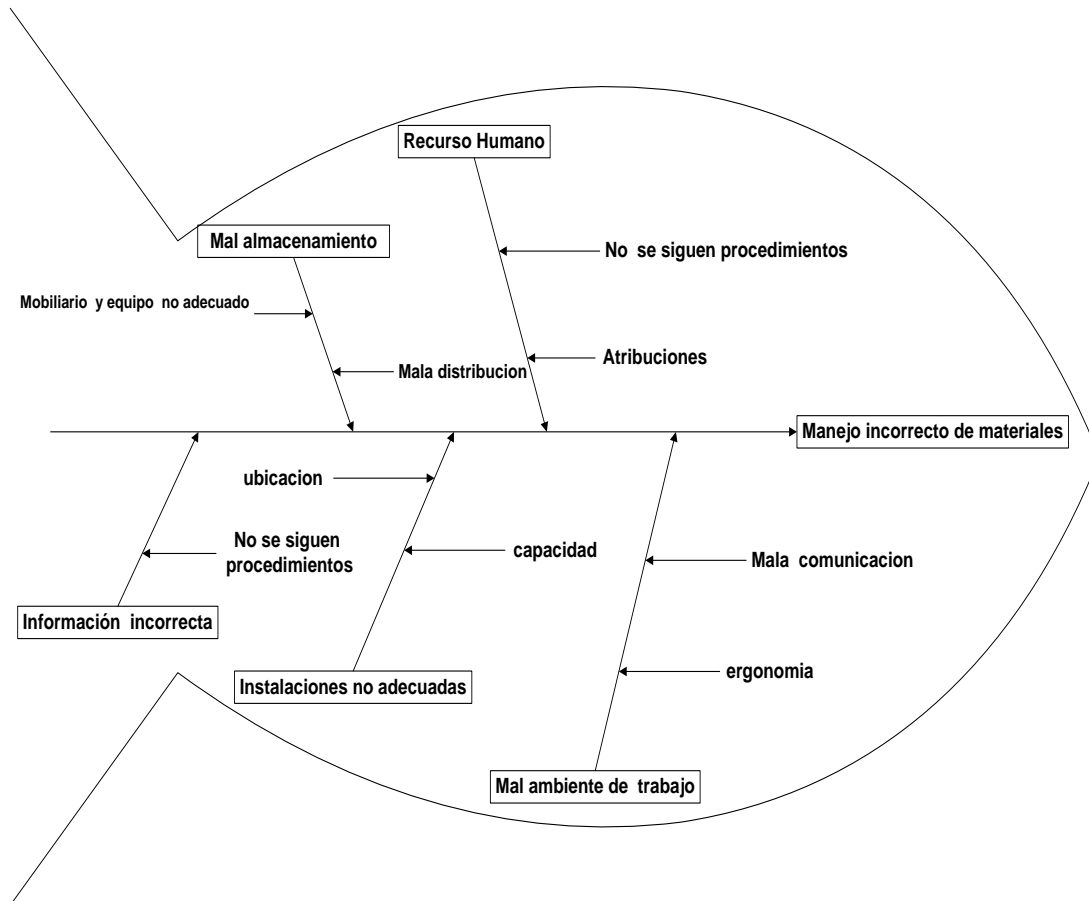 Recurso Humano
Mal almacenamiento
No se siguen procedimientos
Mobiliario y equipo no adecuado
Atribuciones
Mala distribucion
Manejo incorrecto de materiales
ubicacion
No se siguen
procedimientos
capacidad
Mala comunicacion
Información incorrecta
ergonomia
Instalaciones no adecuadas
Mal ambiente de trabajo